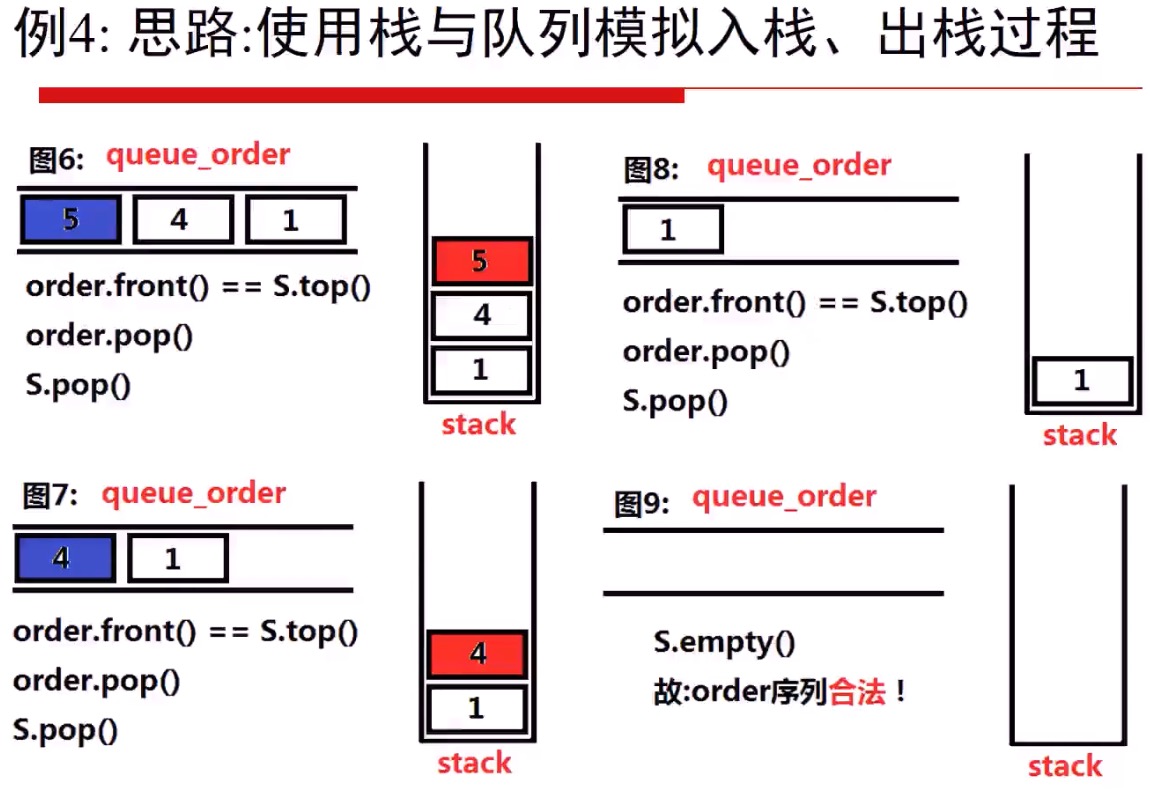 例4: 思路:使用栈与队列模拟入栈、出栈过程
图6: queue_order
5 4 1
order.front() == S.top()
order.pop()
S.pop()
5
4
1
stack
图8: queue_order
1
order.front() == S.top()
order.pop()
S.pop()
1
stack
图7: queue_order
4 1
order.front() == S.top()
order.pop()
S.pop()
4
1
stack
图9: queue_order
S.empty()
故:order序列合法！
stack